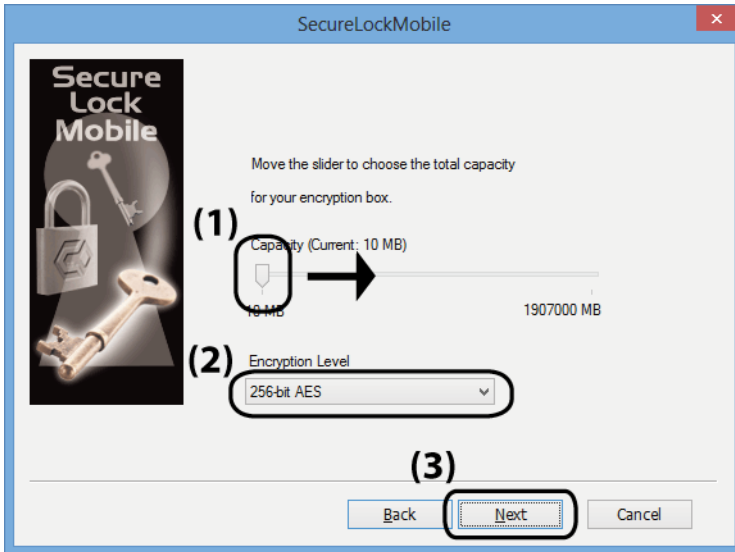 SecureLockMobile
Secure
Lock
Mobile
Move the slider to choose the total capacity
for your encryption box.
(1)
Capacity (Current: 10 MB)
10 MB 1907000 MB
(2) Encryption Level
256-bit AES
(3)
Back Next Cancel